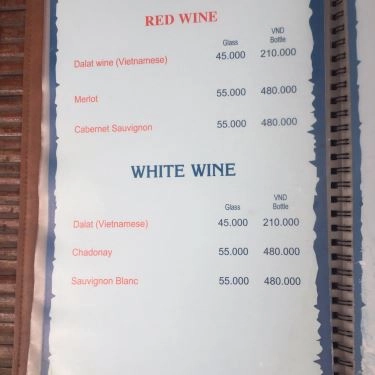 RED WINE
Glass VND Bottle
Dalat wine (Vietnamese) 45.000 210.000
Merlot 55.000 480.000
Cabernet Sauvignon 55.000 480.000
WHITE WINE
Glass VND Bottle
Dalat (Vietnamese) 45.000 210.000
Chadonay 55.000 480.000
Sauvignon Blanc 55.000 480.000